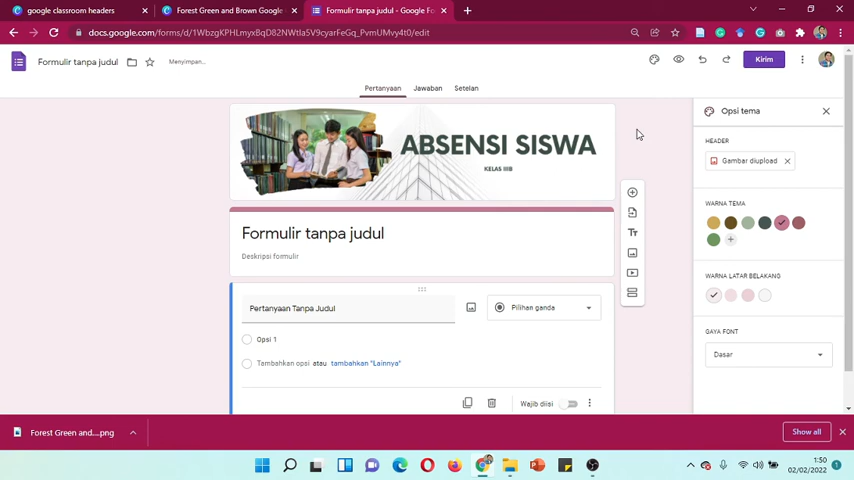 google classroom headers
Forest Green and Brown Google
Formulir tanpa judul - Google Fo
docs.google.com/forms/d/1WbzgKPHLmyxBqD82NWtIa5V9cyarFeGq_PvmUMvy4t0/edit
Formulir tanpa judul
Menyimpan...
Kirim
Pertanyaan
Jawaban
Setelan
ABSENSI SISWA
KELAS IIIB
Formulir tanpa judul
Deskripsi formulir
Pertanyaan Tanpa Judul
Pilihan ganda
Opsi 1
Tambahkan opsi atau tambahkan "Lainnya"
Wajib diisi
Opsi tema
HEADER
Gambar diupload
WARNA TEMA
WARNA LATAR BELAKANG
GAYA FONT
Dasar
Forest Green and....png
Show all
1:50
02/02/2022